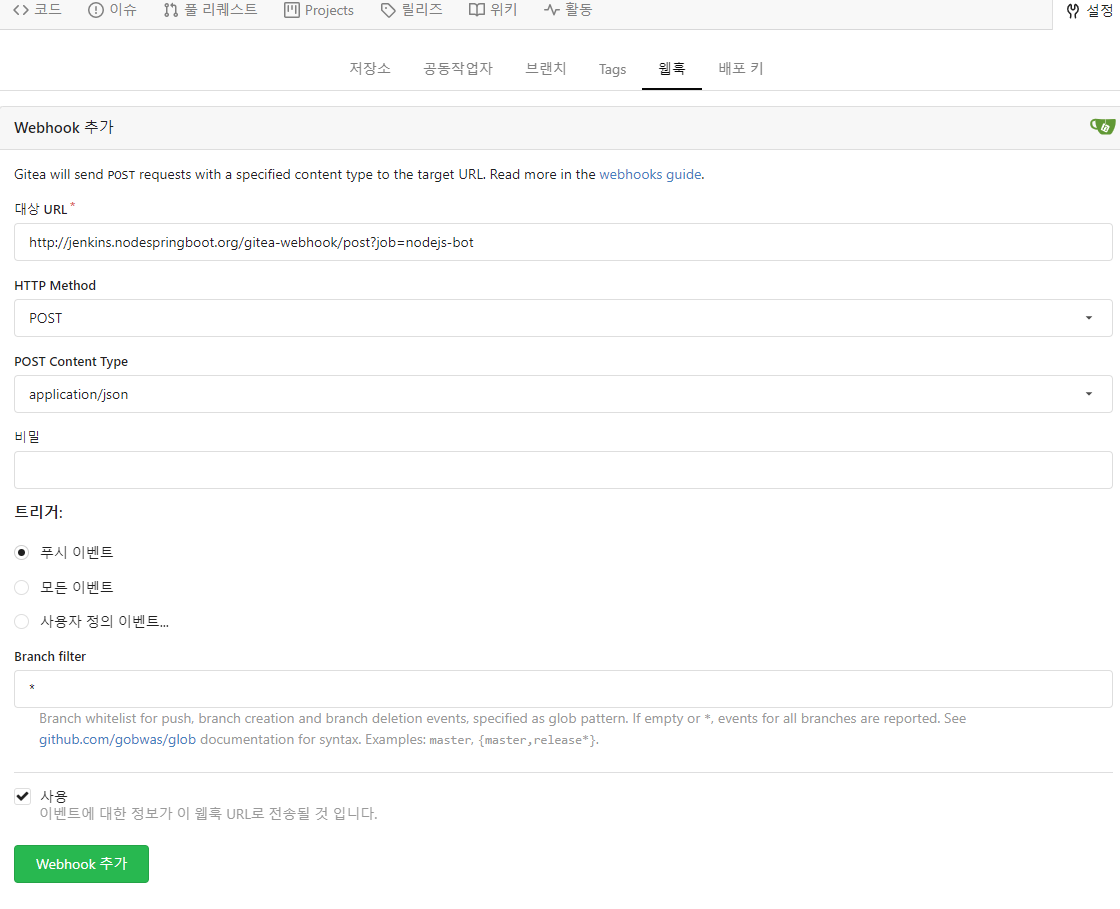 코드 이슈 풀 리퀘스트 Projects 릴리즈 위키 활동 설정
저장소 공동작업자 브랜치 Tags 웹훅 배포 키
Webhook 추가
Gitea will send POST requests with a specified content type to the target URL. Read more in the webhooks guide.
대상 URL*
http://jenkins.nodespringboot.org/gitea-webhook/post?job=nodejs-bot
HTTP Method
POST
POST Content Type
application/json
비밀
트리거:
푸시 이벤트
모든 이벤트
사용자 정의 이벤트...
Branch filter
*
Branch whitelist for push, branch creation and branch deletion events, specified as glob pattern. If empty or *, events for all branches are reported. See
github.com/gobwas/glob documentation for syntax. Examples: master, {master,release*}.
사용
이벤트에 대한 정보가 이 웹훅 URL로 전송될 것 입니다.
Webhook 추가